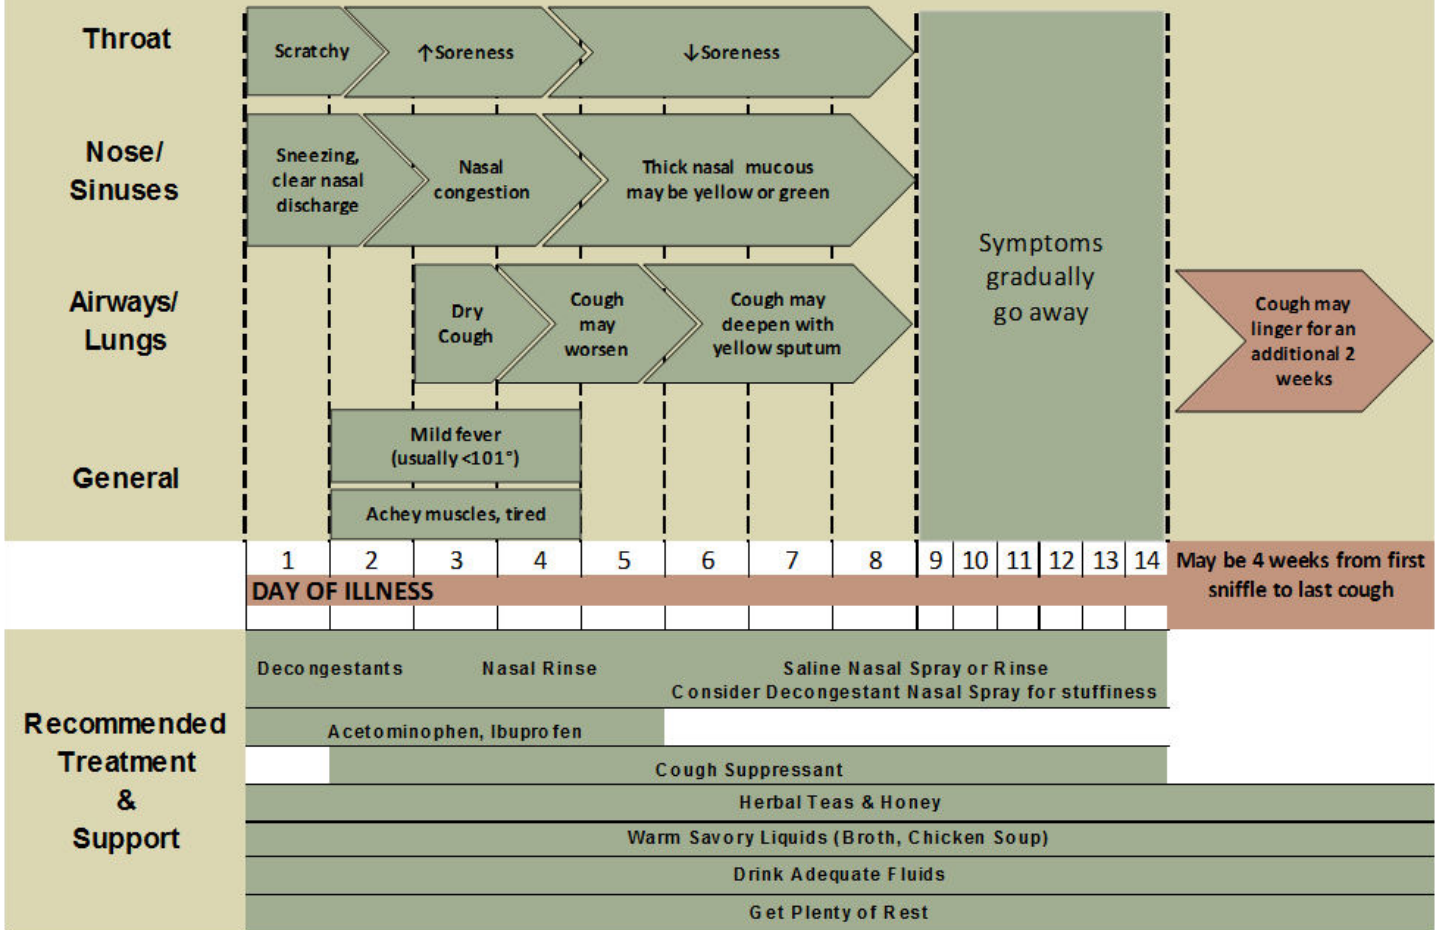 Throat
Scratchy
↑Soreness
↓Soreness
Nose/
Sinuses
Sneezing,
clear nasal
discharge
Nasal
congestion
Thick nasal mucous
may be yellow or green
Airways/
Lungs
Dry
Cough
Cough
may
worsen
Cough may
deepen with
yellow sputum
Symptoms
gradually
go away
Cough may
linger for an
additional 2
weeks
General
Mild fever
(usually <101°)
Achey muscles, tired
1 2 3 4 5 6 7 8 9 10 11 12 13 14
DAY OF ILLNESS
May be 4 weeks from first
sniffle to last cough
Recommended
Treatment
&
Support
Decongestants
Nasal Rinse
Saline Nasal Spray or Rinse
Consider Decongestant Nasal Spray for stuffiness
Acetominophen, Ibuprofen
Cough Suppressant
Herbal Teas & Honey
Warm Savory Liquids (Broth, Chicken Soup)
Drink Adequate Fluids
Get Plenty of Rest